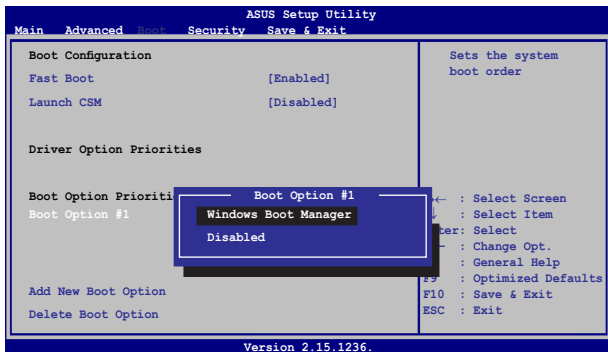 ASUS Setup Utility
Main Advanced Boot Security Save & Exit
Boot Configuration
Fast Boot [Enabled]
Launch CSM [Disabled]
Driver Option Priorities
Boot Option Prioriti
Boot Option #1
Add New Boot Option
Delete Boot Option
Boot Option #1
Windows Boot Manager
Disabled
Sets the system
boot order
→← : Select Screen
↑↓ : Select Item
ter: Select
: Change Opt.
: General Help
F9 : Optimized Defaults
F10 : Save & Exit
ESC : Exit
Version 2.15.1236.